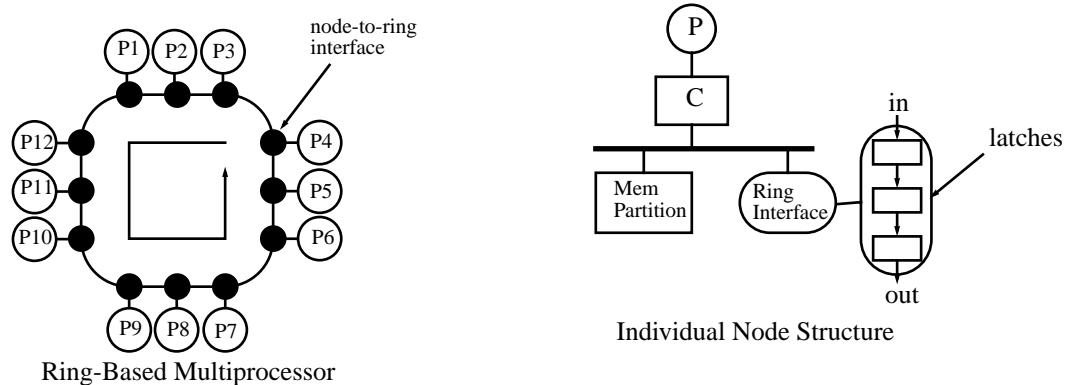 P1
P2
P3
node-to-ring
interface
P4
P5
P6
P7
P8
P9
P10
P11
P12
Ring-Based Multiprocessor
P
C
Mem
Partition
Ring
Interface
in
latches
out
Individual Node Structure